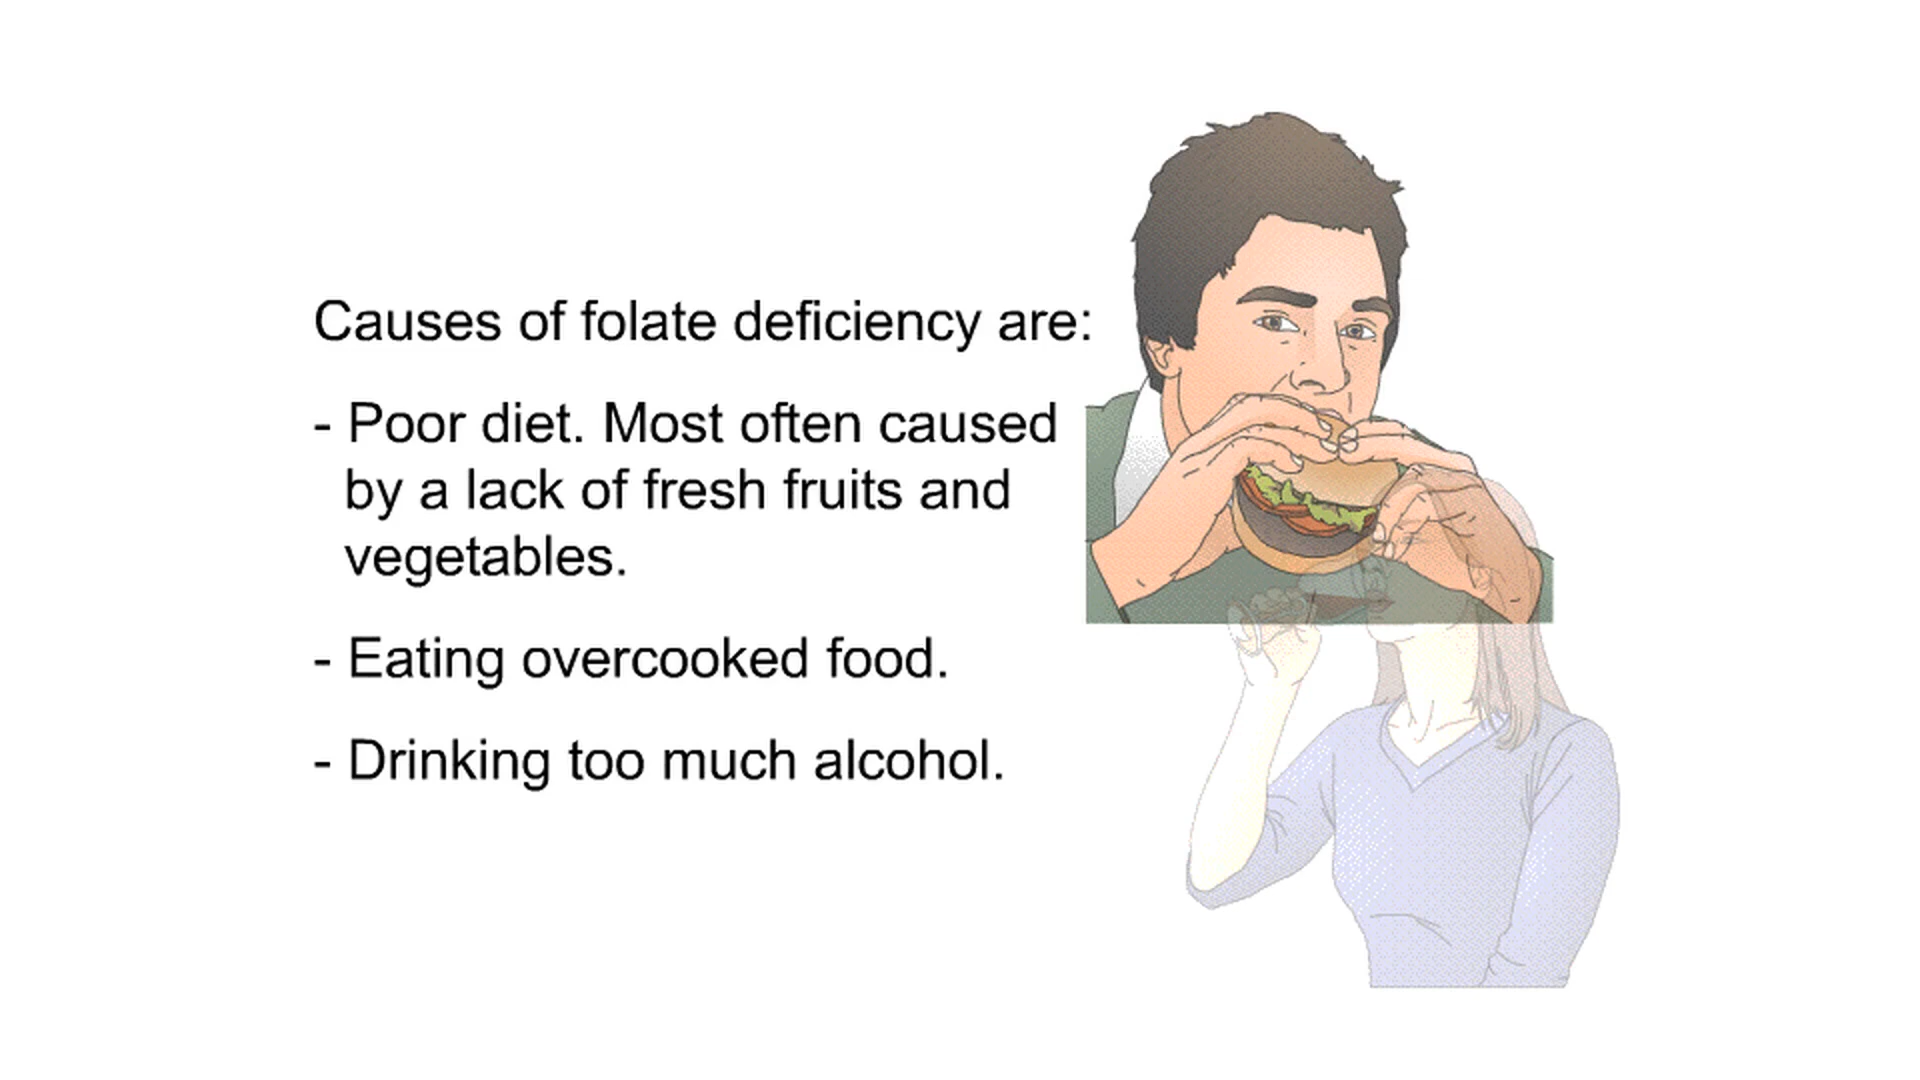 Causes of folate deficiency are:
- Poor diet. Most often caused
by a lack of fresh fruits and
vegetables.
- Eating overcooked food.
- Drinking too much alcohol.